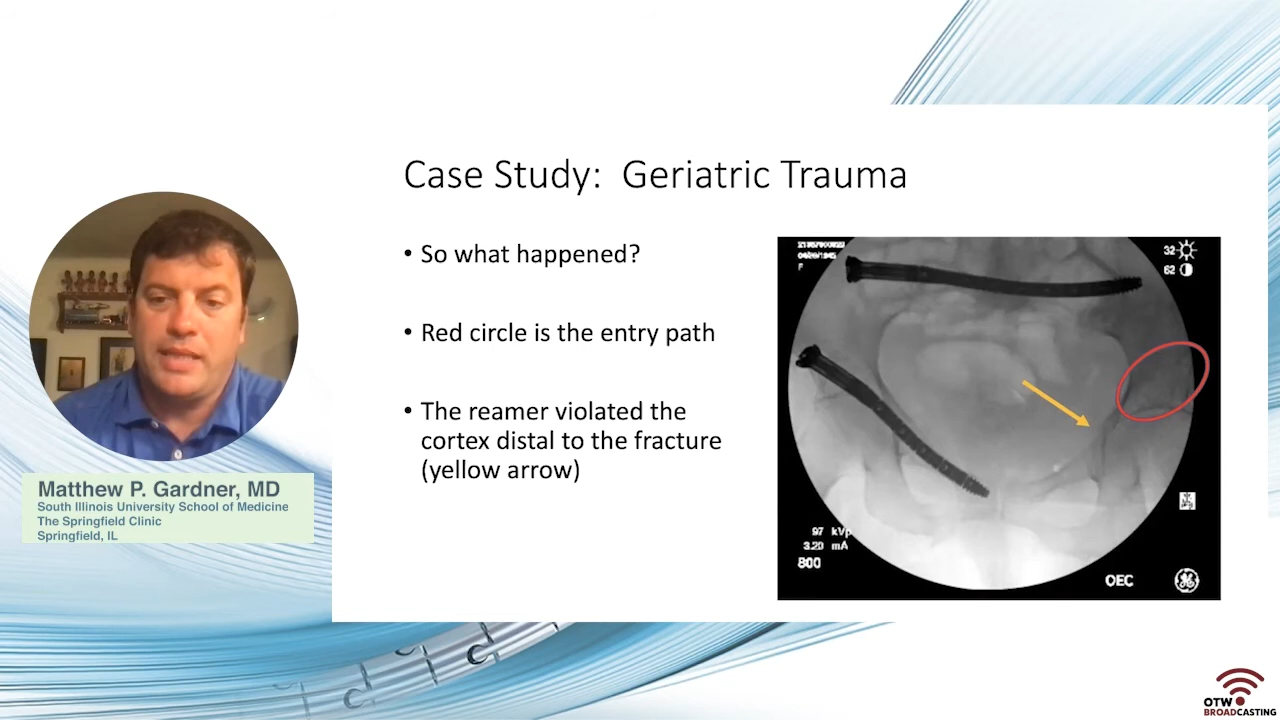 Case Study: Geriatric Trauma
• So what happened?
• Red circle is the entry path
• The reamer violated the
cortex distal to the fracture
(yellow arrow)
Matthew P. Gardner, MD
South Illinois University School of Medicine
The Springfield Clinic
Springfield, IL
F
32
62
97 kVp
3.20 mA
800
OEC
OTW
BROADCASTING